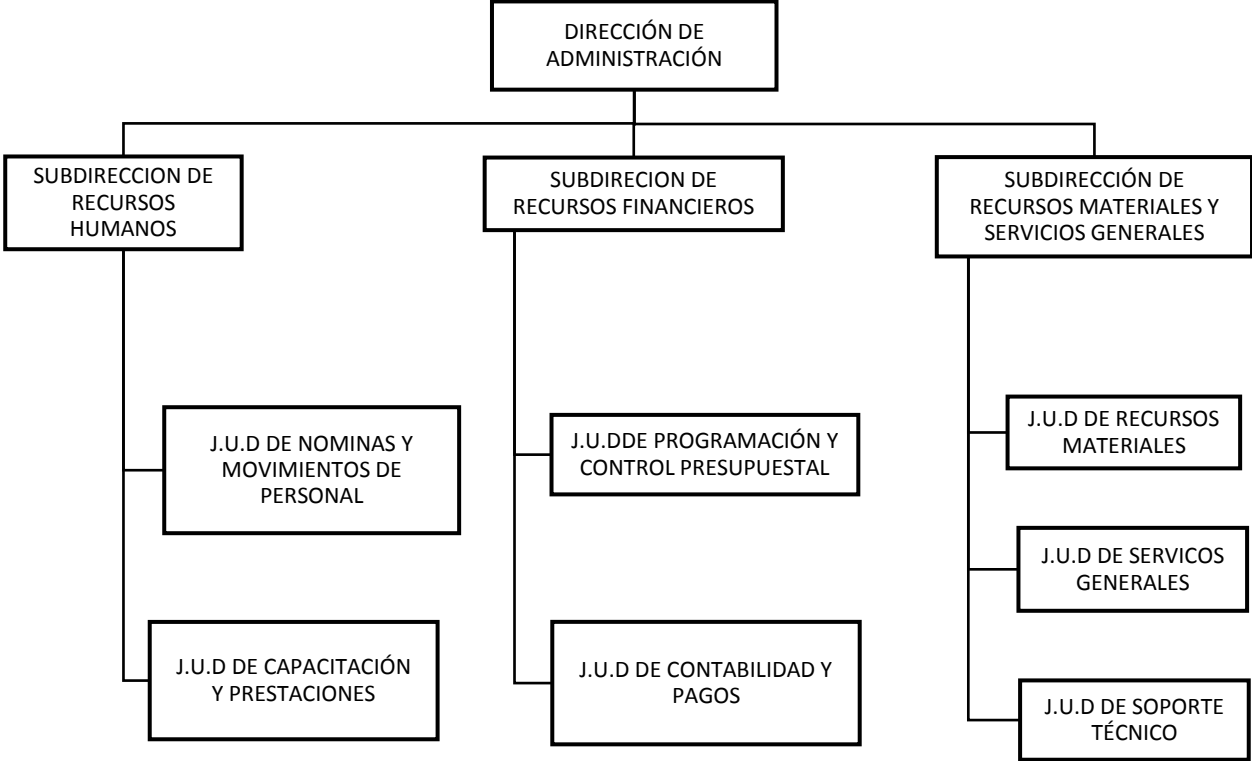 DIRECCIÓN DE
ADMINISTRACIÓN
SUBDIRECCION DE
RECURSOS
HUMANOS
SUBDIRECION DE
RECURSOS FINANCIEROS
SUBDIRECCIÓN DE
RECURSOS MATERIALES Y
SERVICIOS GENERALES
J.U.D DE NOMINAS Y
MOVIMIENTOS DE
PERSONAL
J.U.DDE PROGRAMACIÓN Y
CONTROL PRESUPUESTAL
J.U.D DE RECURSOS
MATERIALES
J.U.D DE SERVICOS
GENERALES
J.U.D DE CAPACITACIÓN
Y PRESTACIONES
J.U.D DE CONTABILIDAD Y
PAGOS
J.U.D DE SOPORTE
TÉCNICO